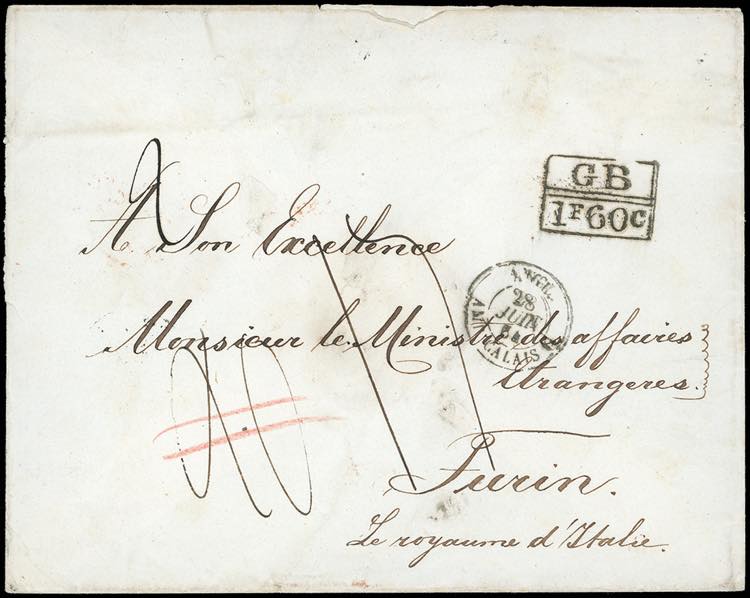 GB
1F60C
A Son Excellence
ANGL.
28
JUIN
AMB. CALAIS
Monsieur le Ministre des affaires
étrangeres.
Turin.
Le royaume d'Italie.